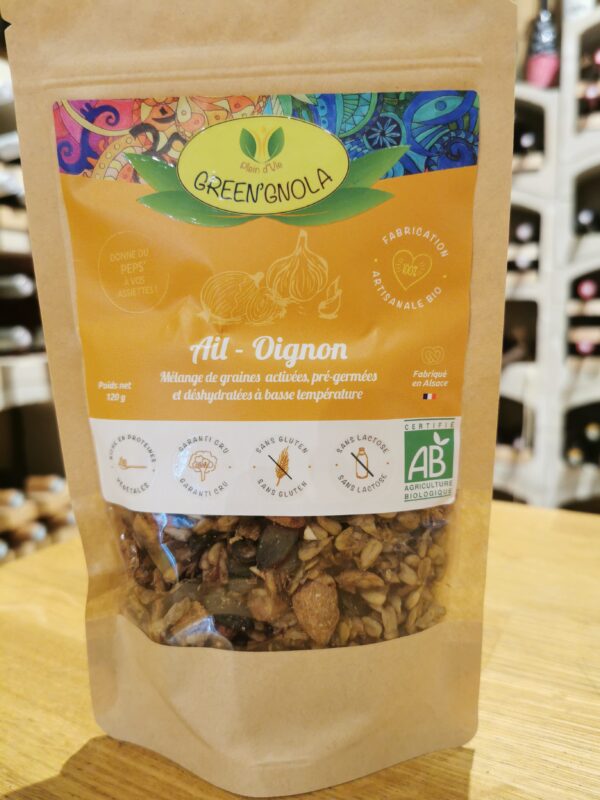 Plein d'Vie
GREEN'GNOLA
DONNE DU
PEPS'
À VOS
ASSIETTES !
FABRICATION
100%
ARTISANALE BIO
Ail - Oignon
Mélange de graines activées, pré-germées
et déshydratées à basse température
Poids net
120 g
Fabriqué
en Alsace
RICHE EN PROTÉINES
VÉGÉTALES
GARANTI CRU
GARANTI CRU
SANS GLUTEN
SANS GLUTEN
SANS LACTOSE
SANS LACTOSE
CERTIFIÉ
AB
AGRICULTURE
BIOLOGIQUE